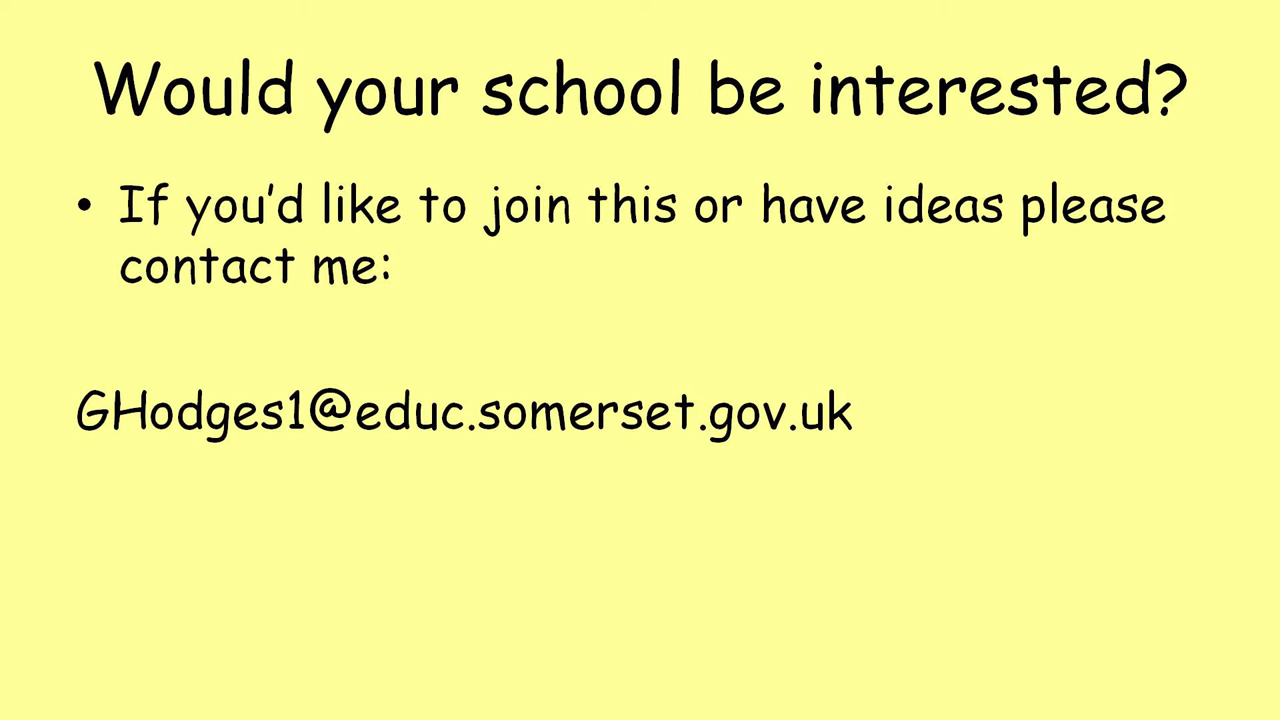 Would your school be interested?
• If you'd like to join this or have ideas please
contact me:
GHodges1@educ.somerset.gov.uk